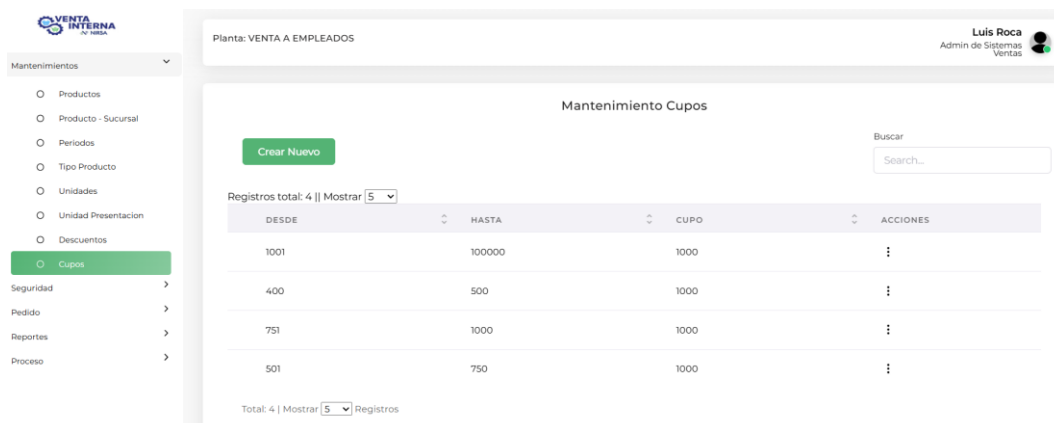 VENTA
INTERNA
NIRSA
Planta: VENTA A EMPLEADOS
Luis Roca
Admin de Sistemas
Ventas
Mantenimientos
Productos
Producto - Sucursal
Periodos
Tipo Producto
Unidades
Unidad Presentacion
Descuentos
Cupos
Seguridad
Pedido
Reportes
Proceso
Mantenimiento Cupos
Crear Nuevo
Buscar
Search...
Registros total: 4 || Mostrar 5
DESDE HASTA CUPO ACCIONES
1001 100000 1000
400 500 1000
751 1000 1000
501 750 1000
Total: 4 | Mostrar 5 Registros